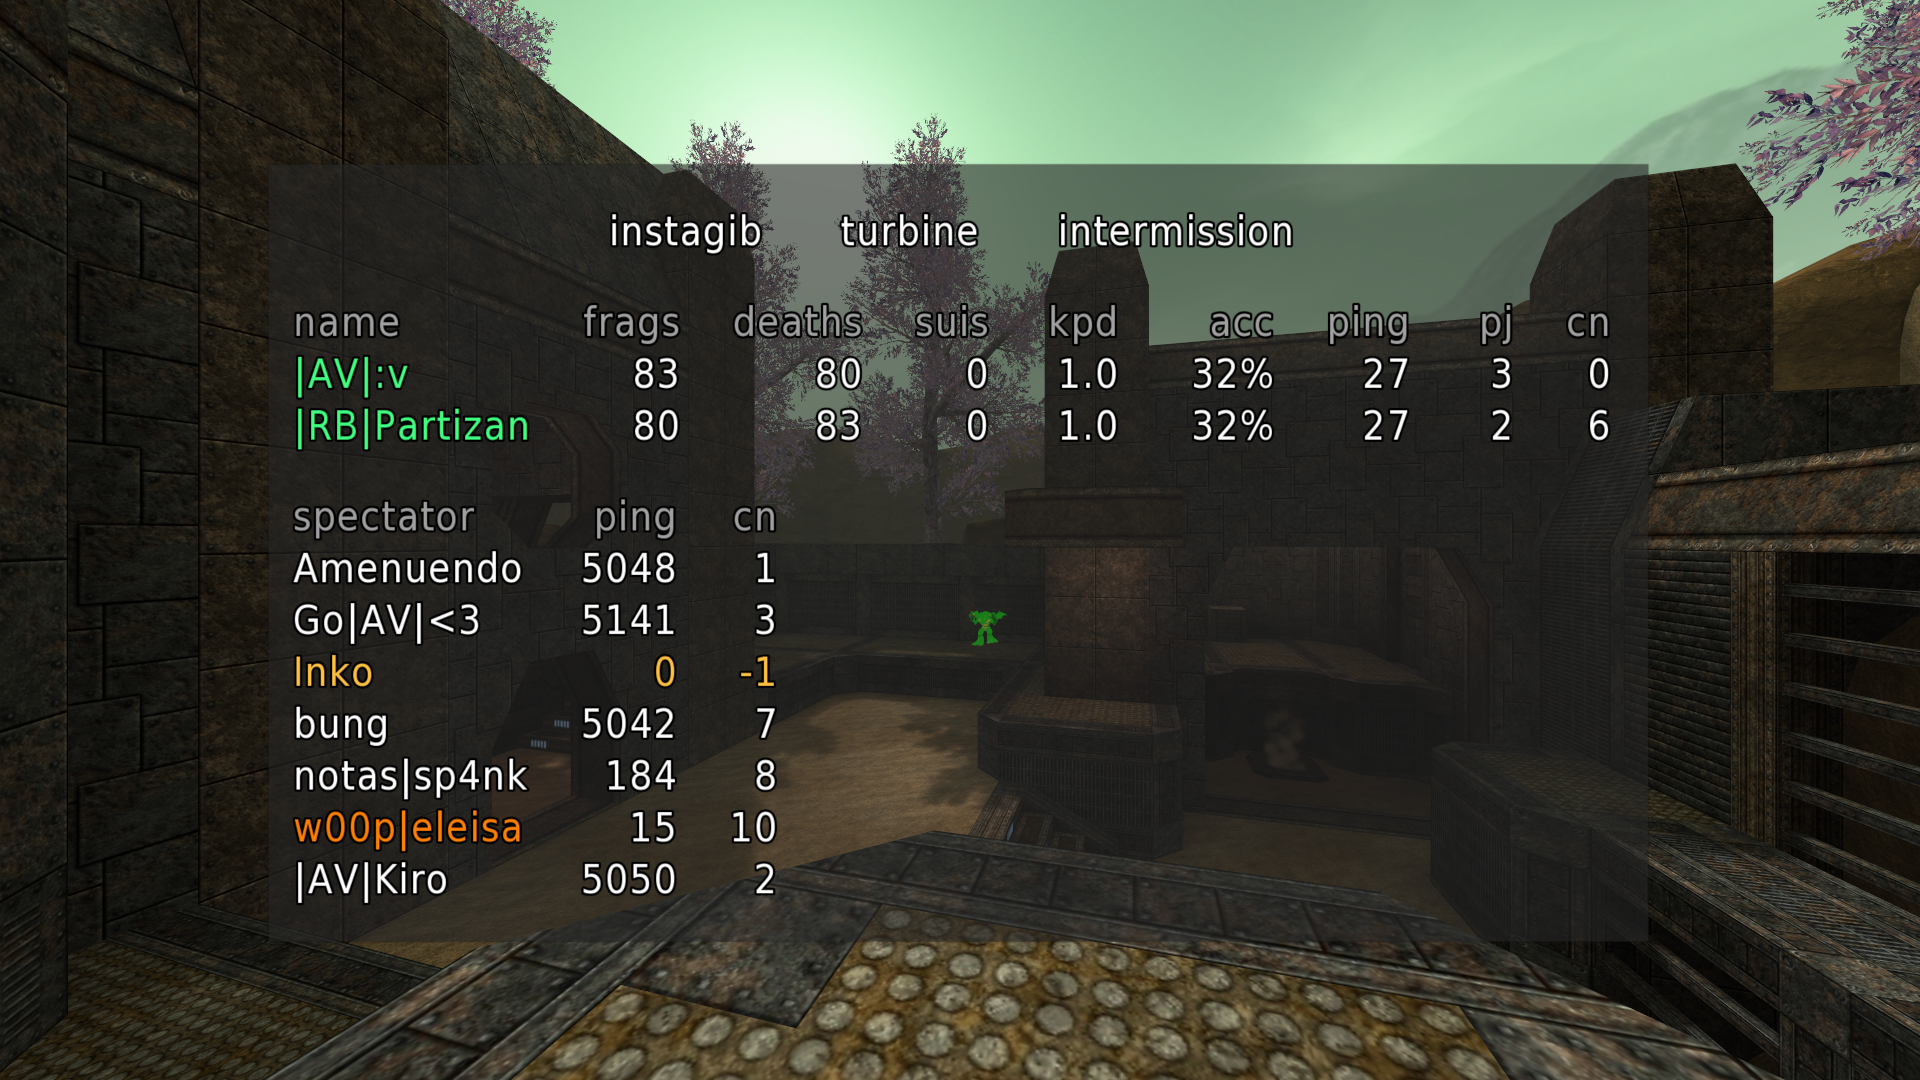 instagib turbine intermission
name frags deaths suis kpd acc ping pj cn
|AV|:v 83 80 0 1.0 32% 27 3 0
|RB|Partizan 80 83 0 1.0 32% 27 2 6
spectator ping cn
Amenuendo 5048 1
Go|AV|<3 5141 3
Inko 0 -1
bung 5042 7
notas|sp4nk 184 8
w00p|eleisa 15 10
|AV|Kiro 5050 2